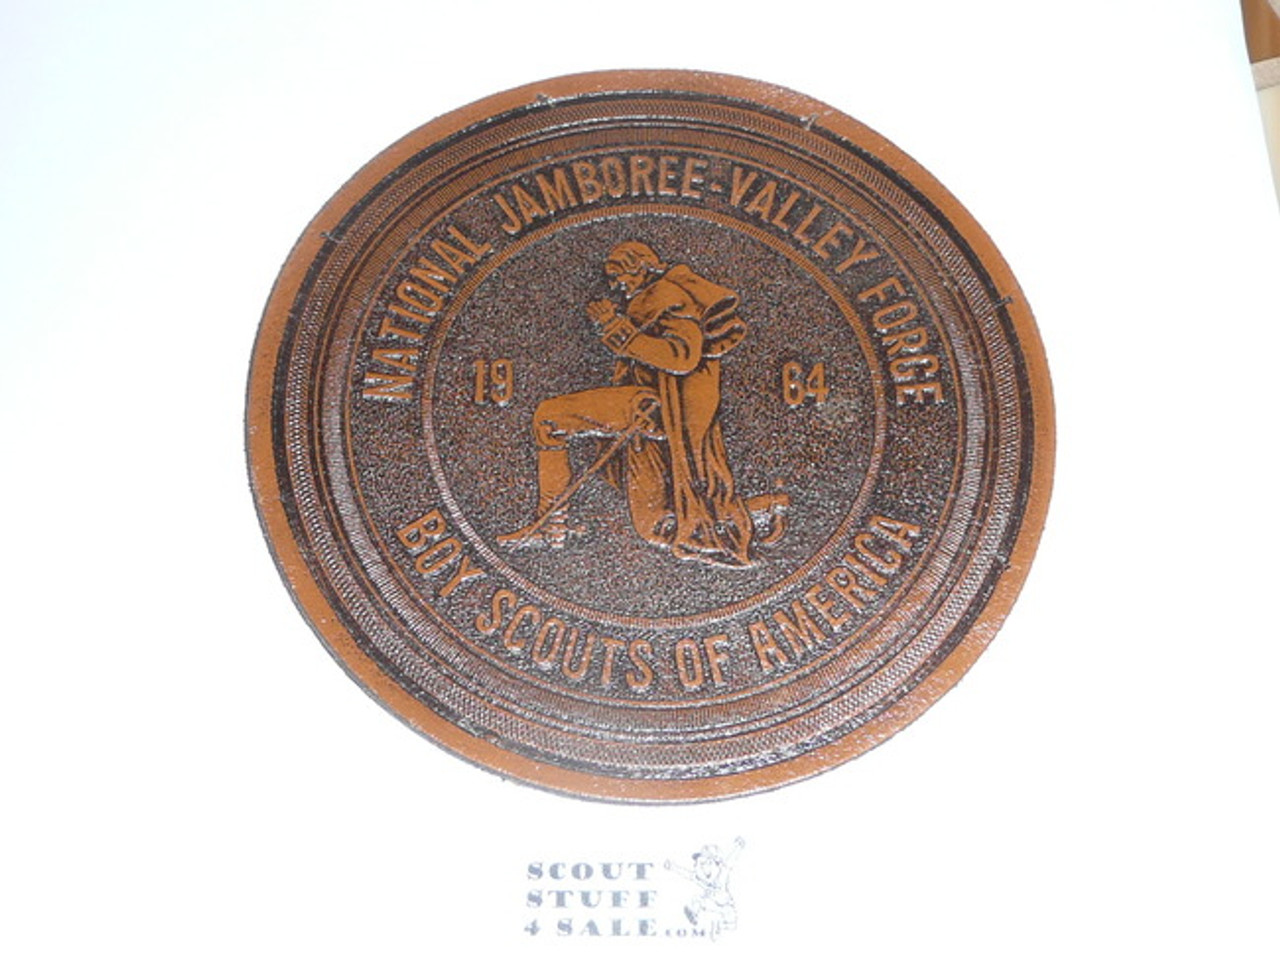 NATIONAL JAMBOREE-VALLEY FORGE
19 64
BOY SCOUTS OF AMERICA
SCOUT
STUFF
4 SALE.COM